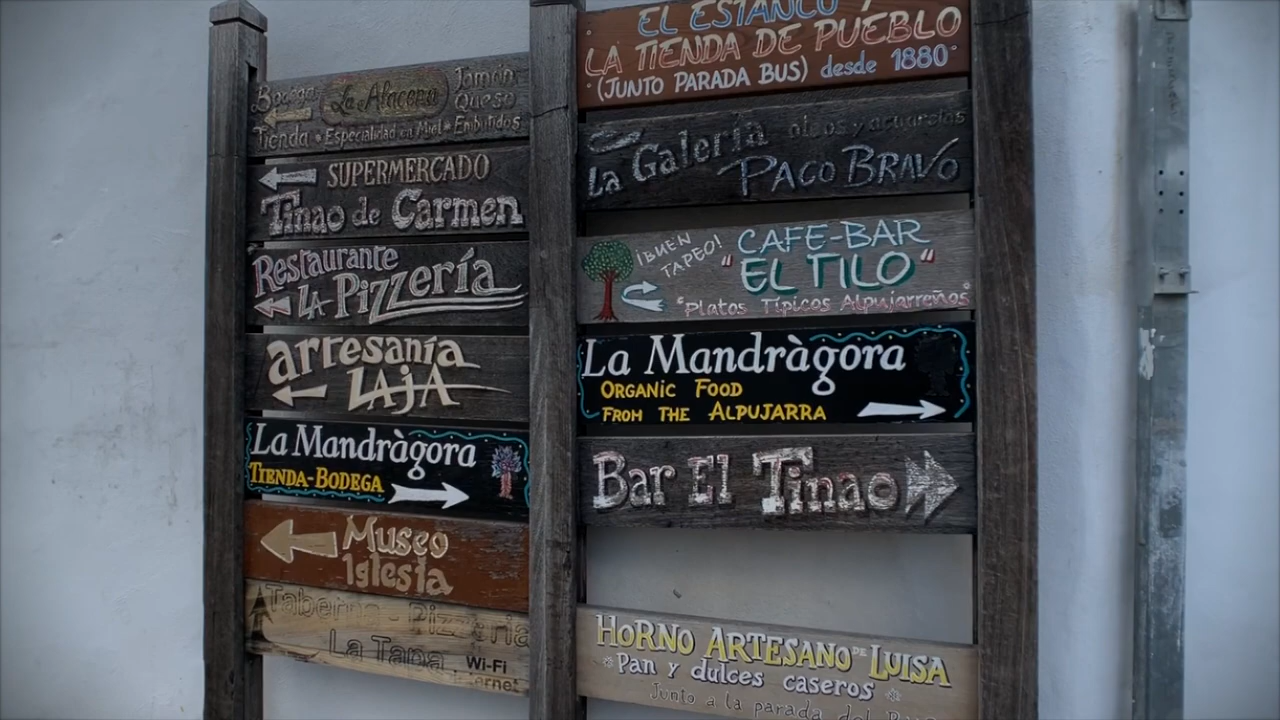 Bodega La Alacena Jamón
Queso
Tienda • Especialidad en Miel • Embutidos
SUPERMERCADO
Tinao de Carmen
Restaurante
LA Pizzería
artesanía
LAJA
La Mandràgora
TIENDA-BODEGA
Museo
Iglesia
Taberna Pizzeria
La Tapa
Wi-Fi
EL ESTANCO
LA TIENDA DE PUEBLO
(JUNTO PARADA BUS) desde 1880
La Galería oleos y acuarelas
PACO BRAVO
¡BUEN
TAPEO!
CAFE-BAR
"EL TILO"
"Platos Típicos Alpujarreños"
La Mandràgora
ORGANIC FOOD
FROM THE ALPUJARRA
Bar El Tinao
HORNO ARTESANO DE LUISA
Pan y dulces caseros
Junto a la parada del BUS